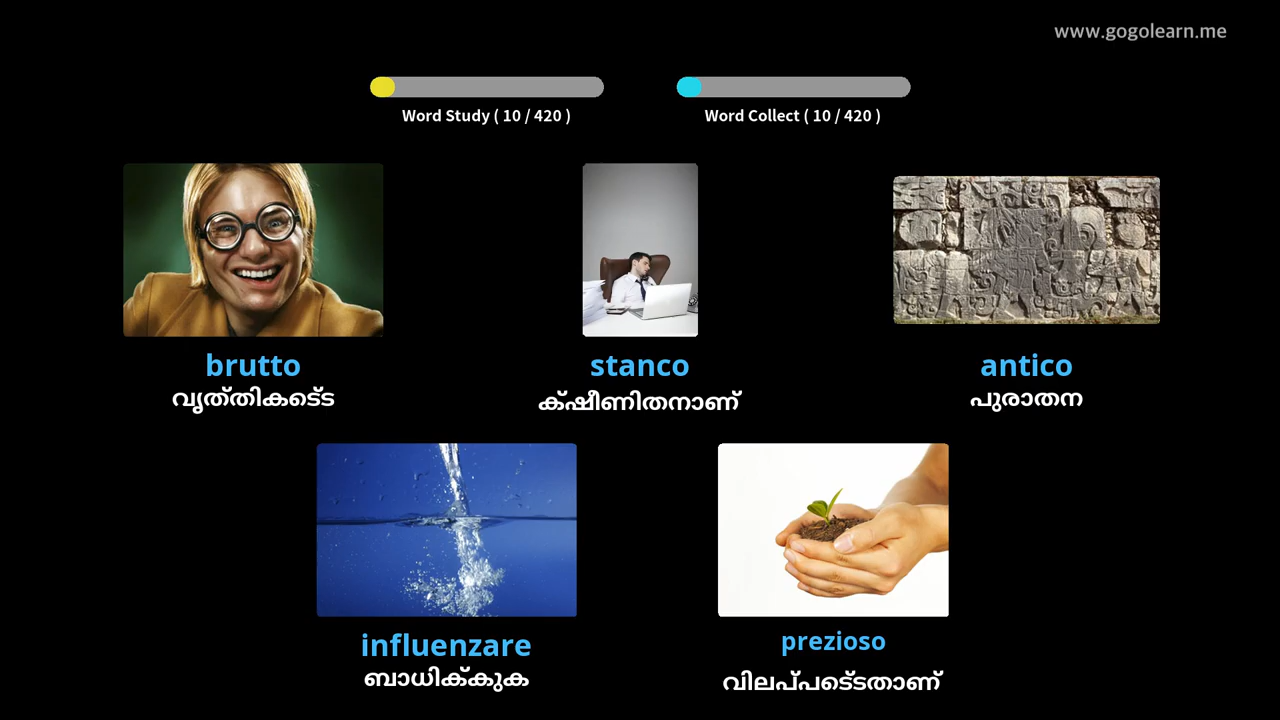 www.gogolearn.me
Word Study ( 10 / 420 )
Word Collect ( 10 / 420 )
brutto
വൃത്തികെട്ട
stanco
ക്ഷീണിതനാണ്
antico
പുരാതന
influenzare
ബാധിക്കുക
prezioso
വിലപ്പെട്ടതാണ്